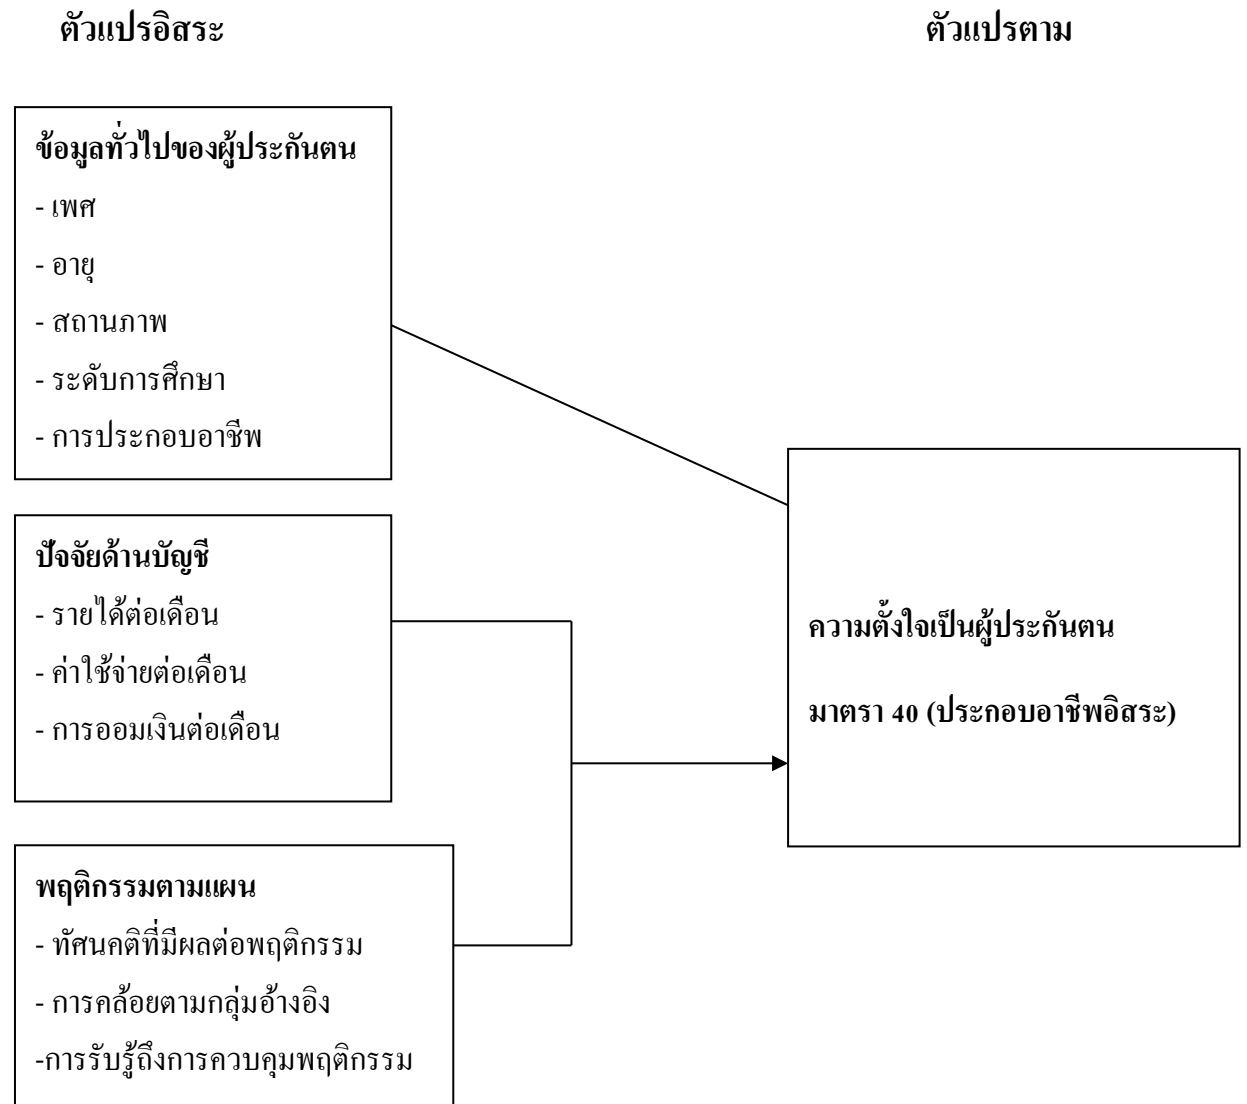 ตัวแปรอิสระ
ตัวแปรตาม
ข้อมูลทั่วไปของผู้ประกันตน
- เพศ
- อายุ
- สถานภาพ
- ระดับการศึกษา
- การประกอบอาชีพ
ปัจจัยด้านบัญชี
- รายได้ต่อเดือน
- ค่าใช้จ่ายต่อเดือน
- การออมเงินต่อเดือน
พฤติกรรมตามแผน
- ทัศนคติที่มีผลต่อพฤติกรรม
- การคล้อยตามกลุ่มอ้างอิง
-การรับรู้ถึงการควบคุมพฤติกรรม
ความตั้งใจเป็นผู้ประกันตน
มาตรา 40 (ประกอบอาชีพอิสระ)